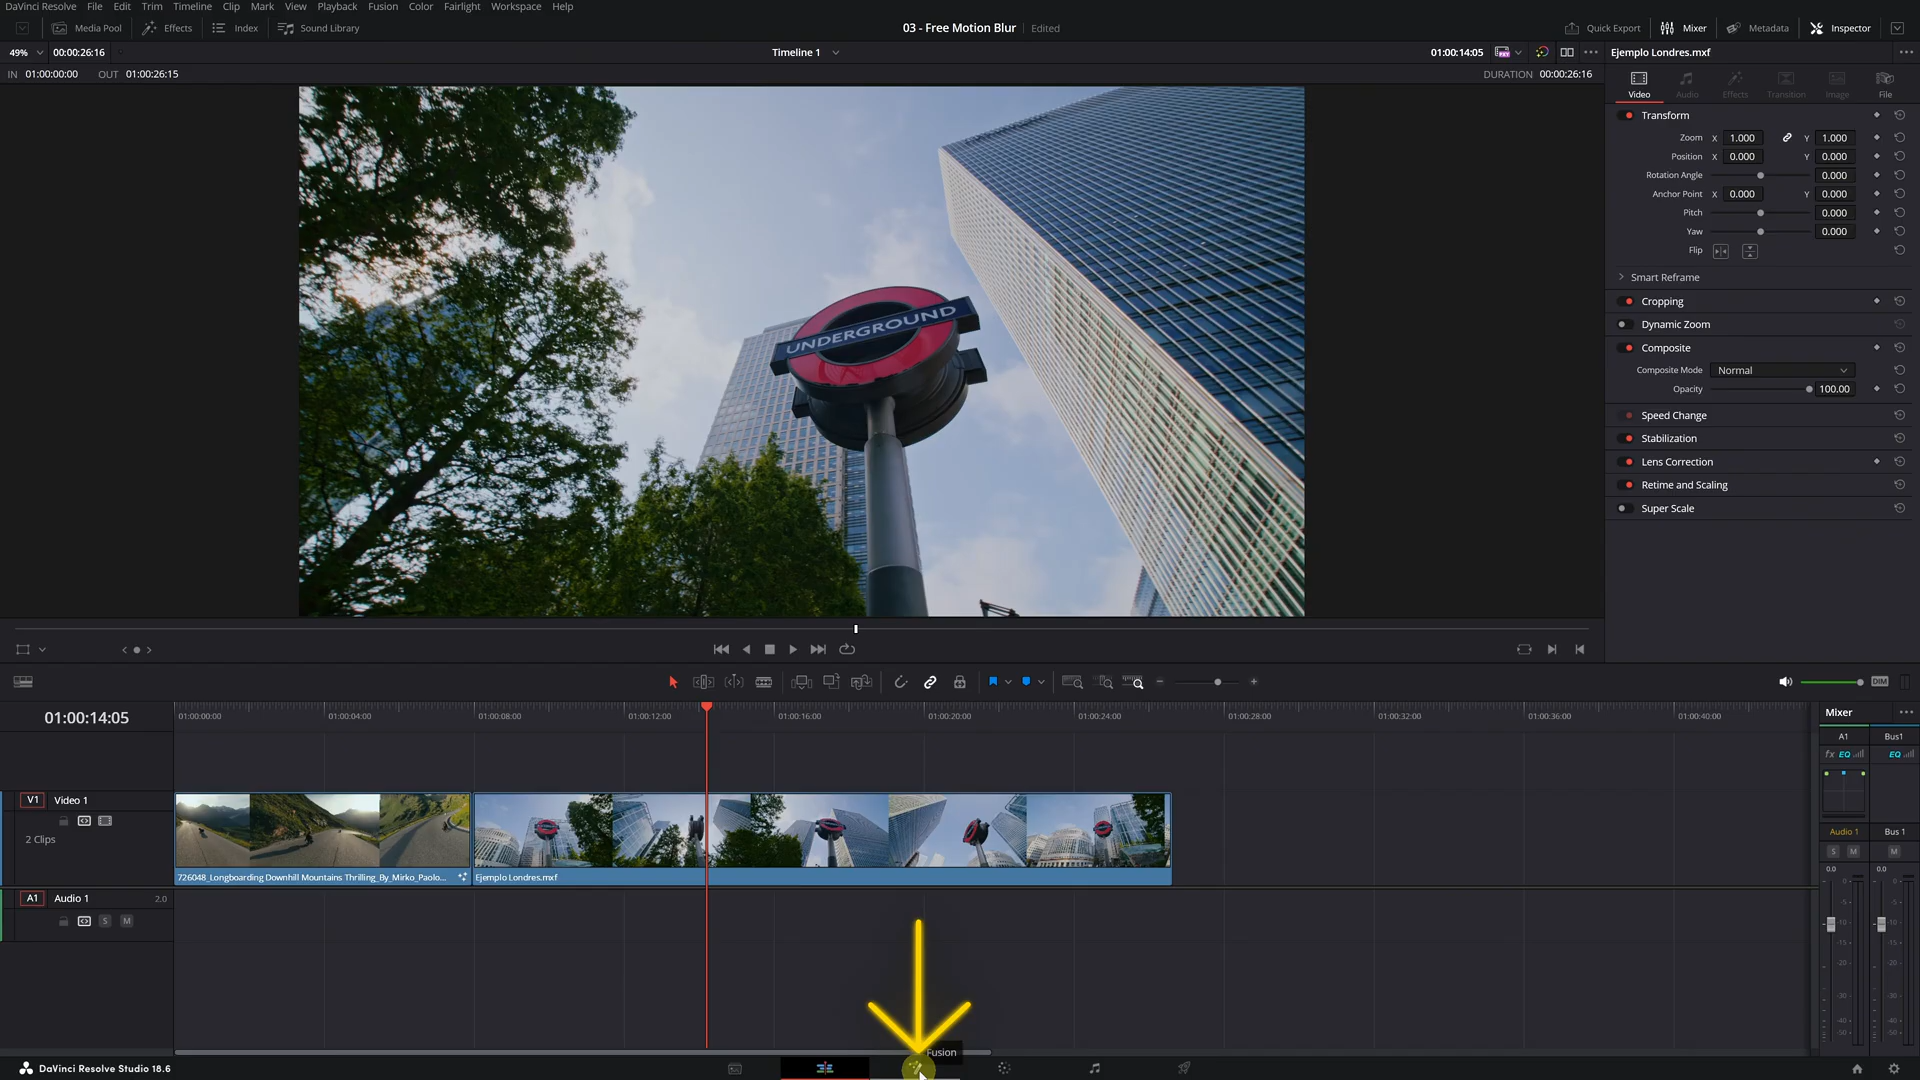 DaVinci Resolve File Edit Trim Timeline Clip Mark View Playback Fusion Color Fairlight Workspace Help
Media Pool Effects Index Sound Library 03 - Free Motion Blur Edited Quick Export Mixer Metadata Inspector
49% 00:00:26:16 Timeline 1 01:00:14:05 Ejemplo Londres.mxf
IN 01:00:00:00 OUT 01:00:26:15 DURATION 00:00:26:16
Video Audio Effects Transition Image File
Transform
Zoom X 1.000 Y 1.000
Position X 0.000 Y 0.000
Rotation Angle 0.000
Anchor Point X 0.000 Y 0.000
Pitch 0.000
Yaw 0.000
Flip
Smart Reframe
Cropping
Dynamic Zoom
Composite
Composite Mode Normal
Opacity 100.00
Speed Change
Stabilization
Lens Correction
Retime and Scaling
Super Scale
UNDERGROUND
DIM
01:00:14:05 01:00:00:00 01:00:04:00 01:00:08:00 01:00:12:00 01:00:16:00 01:00:20:00 01:00:24:00 01:00:28:00 01:00:32:00 01:00:36:00 01:00:40:00
Mixer
A1 Bus1
fx EQ EQ
V1 Video 1
2 Clips
726048_Longboarding Downhill Mountains Thrilling_By_Mirko_Paolo... Ejemplo Londres.mxf
Audio 1 Bus 1
S M M
0.0 0.0
A1 Audio 1 2.0
S M
Fusion
DaVinci Resolve Studio 18.6